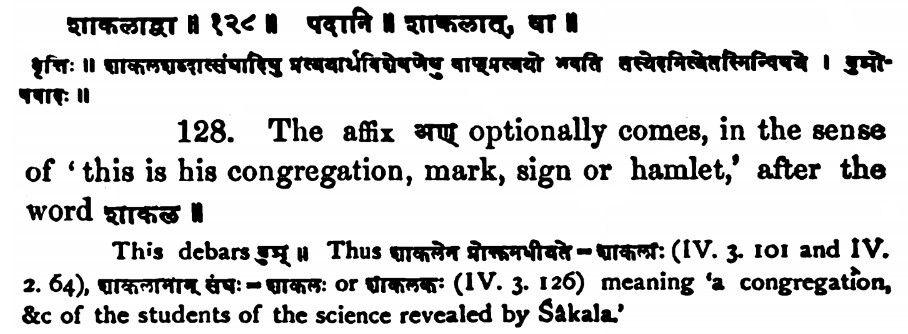 शाकलाद्वा ॥ १२८ ॥ पदानि ॥ शाकलात्, वा ॥
वृत्तिः ॥ शाकलशब्दास्संघादिषु प्रत्ययार्थविशेषणेषु वाण्प्रत्ययो भवति तस्येदमित्येतस्मिन्विषये । वुञो-
पवादः ॥
128. The affix अण् optionally comes, in the sense
of ‘this is his congregation, mark, sign or hamlet,’ after the
word शाकल ॥
This debars वुञ् ॥ Thus शाकलेन प्रोक्तमधीयते = शाकलाः (IV. 3. 101 and IV.
2. 64), शाकलानाम् संघः = शाकलः or शाकलकः (IV. 3. 126) meaning ‘a congregation,
&c of the students of the science revealed by Śâkala.’